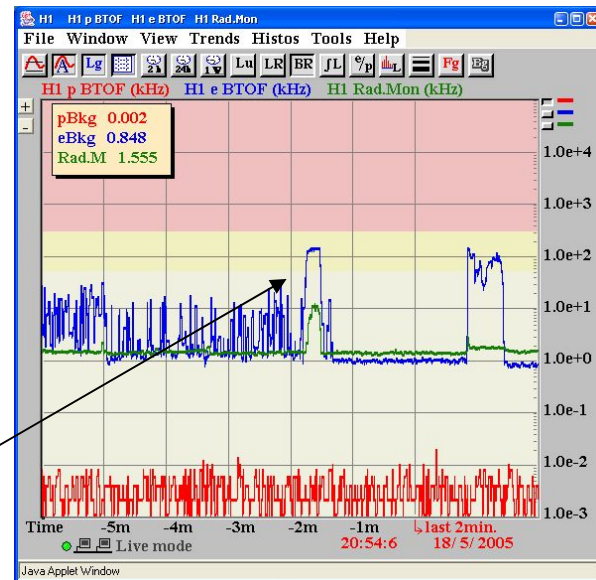 H1 H1 p BTOF H1 e BTOF H1 Rad.Mon
File Window View Trends Histos Tools Help
Lg Lu LR BR ∫L e/p Fg
H1 p BTOF (kHz) H1 e BTOF (kHz) H1 Rad.Mon (kHz)
+
-
pBkg 0.002
eBkg 0.848
Rad.M 1.555
1.0e+4
1.0e+3
1.0e+2
1.0e+1
1.0e+0
1.0e-1
1.0e-2
1.0e-3
Time -5m -4m -3m -2m -1m last 2min.
Live mode 20:54:6 18/ 5/ 2005
Java Applet Window